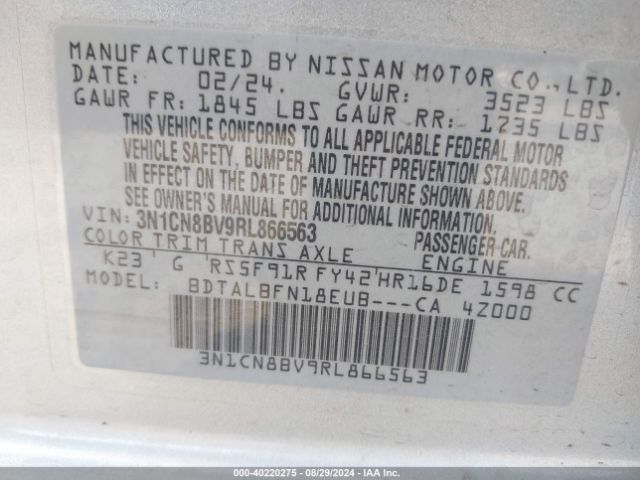 MANUFACTURED BY NISSAN MOTOR CO., LTD.
DATE: 02/24. GVWR: 3523 LBS
GAWR FR: 1845 LBS GAWR RR: 1735 LBS
THIS VEHICLE CONFORMS TO ALL APPLICABLE FEDERAL MOTOR
VEHICLE SAFETY, BUMPER AND THEFT PREVENTION STANDARDS
IN EFFECT ON THE DATE OF MANUFACTURE SHOWN ABOVE.
SEE OWNER'S MANUAL FOR ADDITIONAL INFORMATION.
VIN: 3N1CN8BV9RL866563 PASSENGER-CAR.
COLOR TRIM TRANS AXLE ENGINE
K23 ' G 'RS5F91R FY42'HR16DE 1598 CC
MODEL: BDTALBFN18EUB---CA 4Z000
3N1CN8BV9RL866563
000-40220275 - 08/29/2024 - IAA Inc.